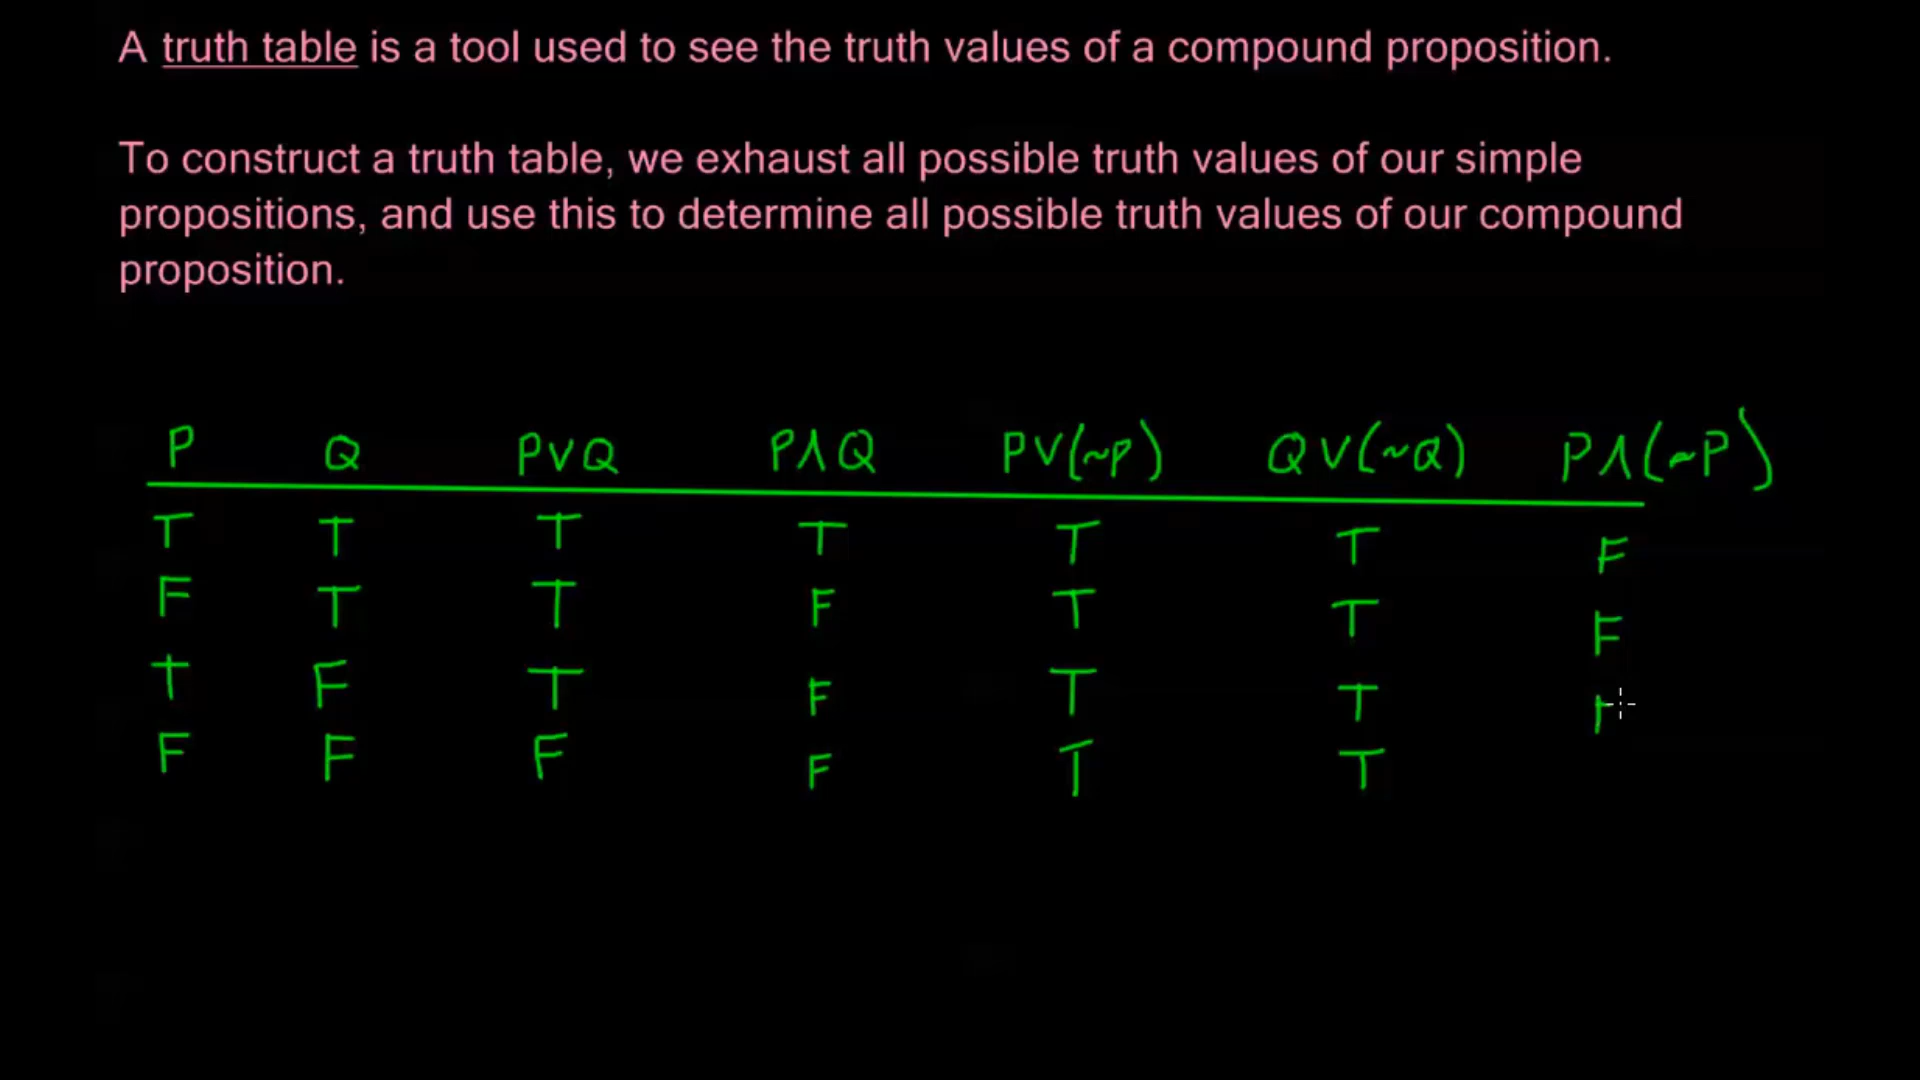 A truth table is a tool used to see the truth values of a compound proposition.
To construct a truth table, we exhaust all possible truth values of our simple
propositions, and use this to determine all possible truth values of our compound
proposition.
P Q P∨Q P∧Q P∨(~P) Q∨(~Q) P∧(~P)
T T T T T T F
F T T F T T F
T F T F T T
F F F F T T